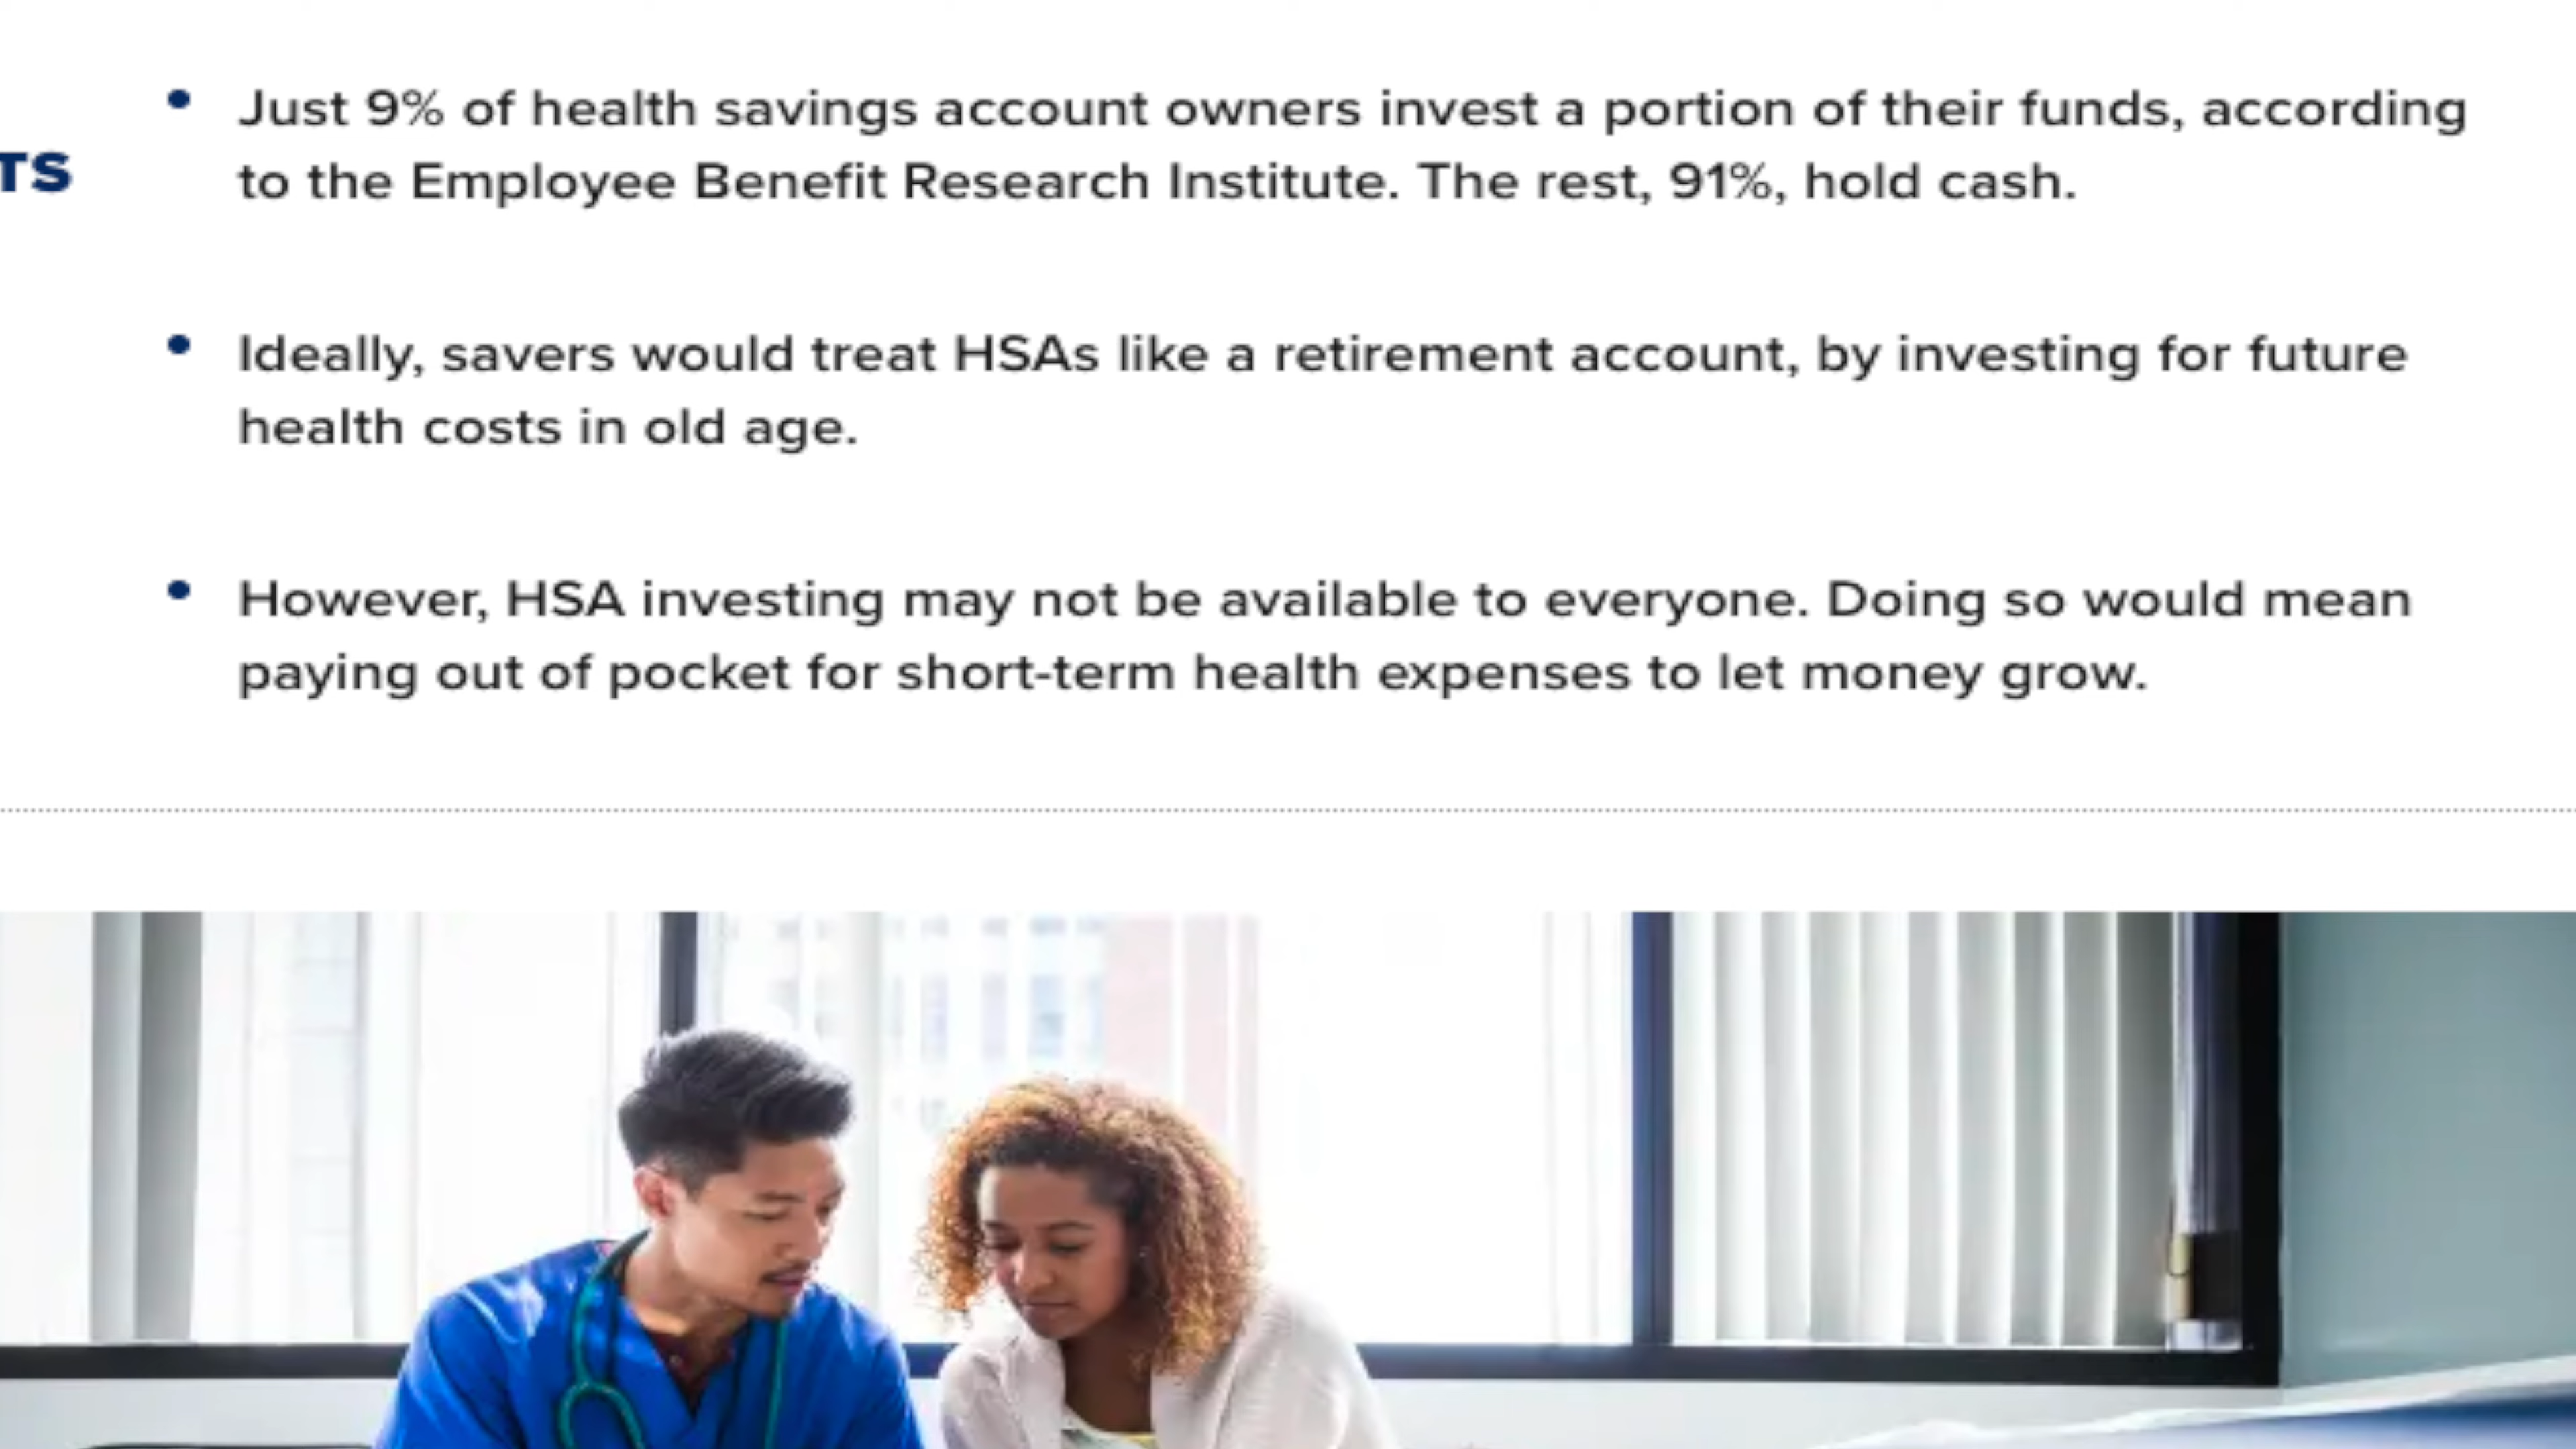 Just 9% of health savings account owners invest a portion of their funds, according
to the Employee Benefit Research Institute. The rest, 91%, hold cash.
TS
Ideally, savers would treat HSAs like a retirement account, by investing for future
health costs in old age.
However, HSA investing may not be available to everyone. Doing so would mean
paying out of pocket for short-term health expenses to let money grow.